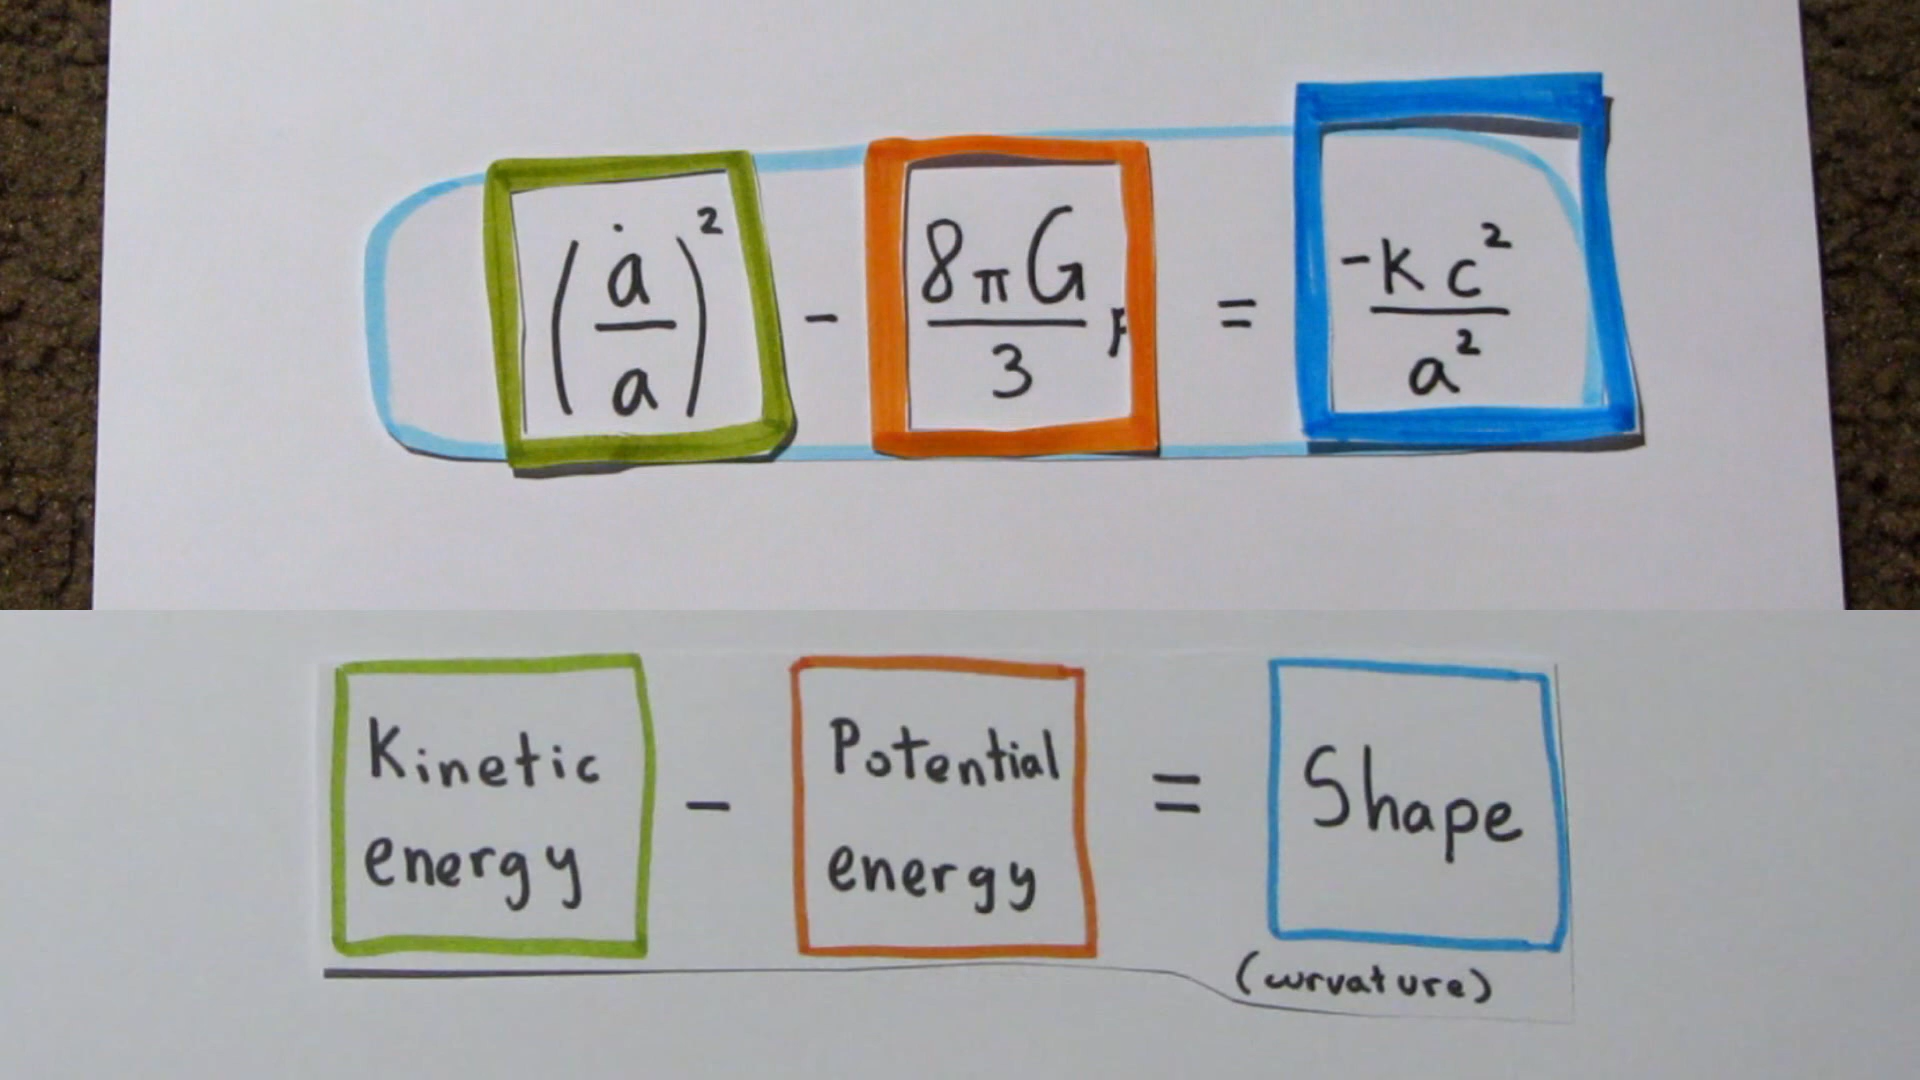 (ȧ/a)² - 8πG/3 = -kc²/a²
Kinetic energy - Potential energy = Shape
(curvature)